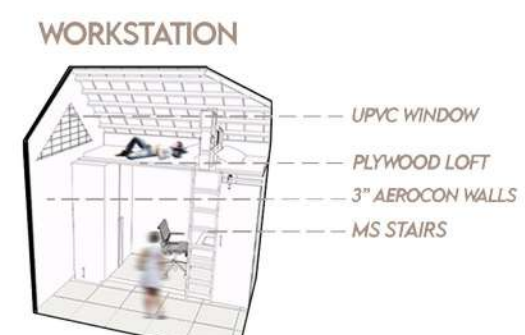 WORKSTATION
UPVC WINDOW
PLYWOOD LOFT
3" AEROCON WALLS
MS STAIRS